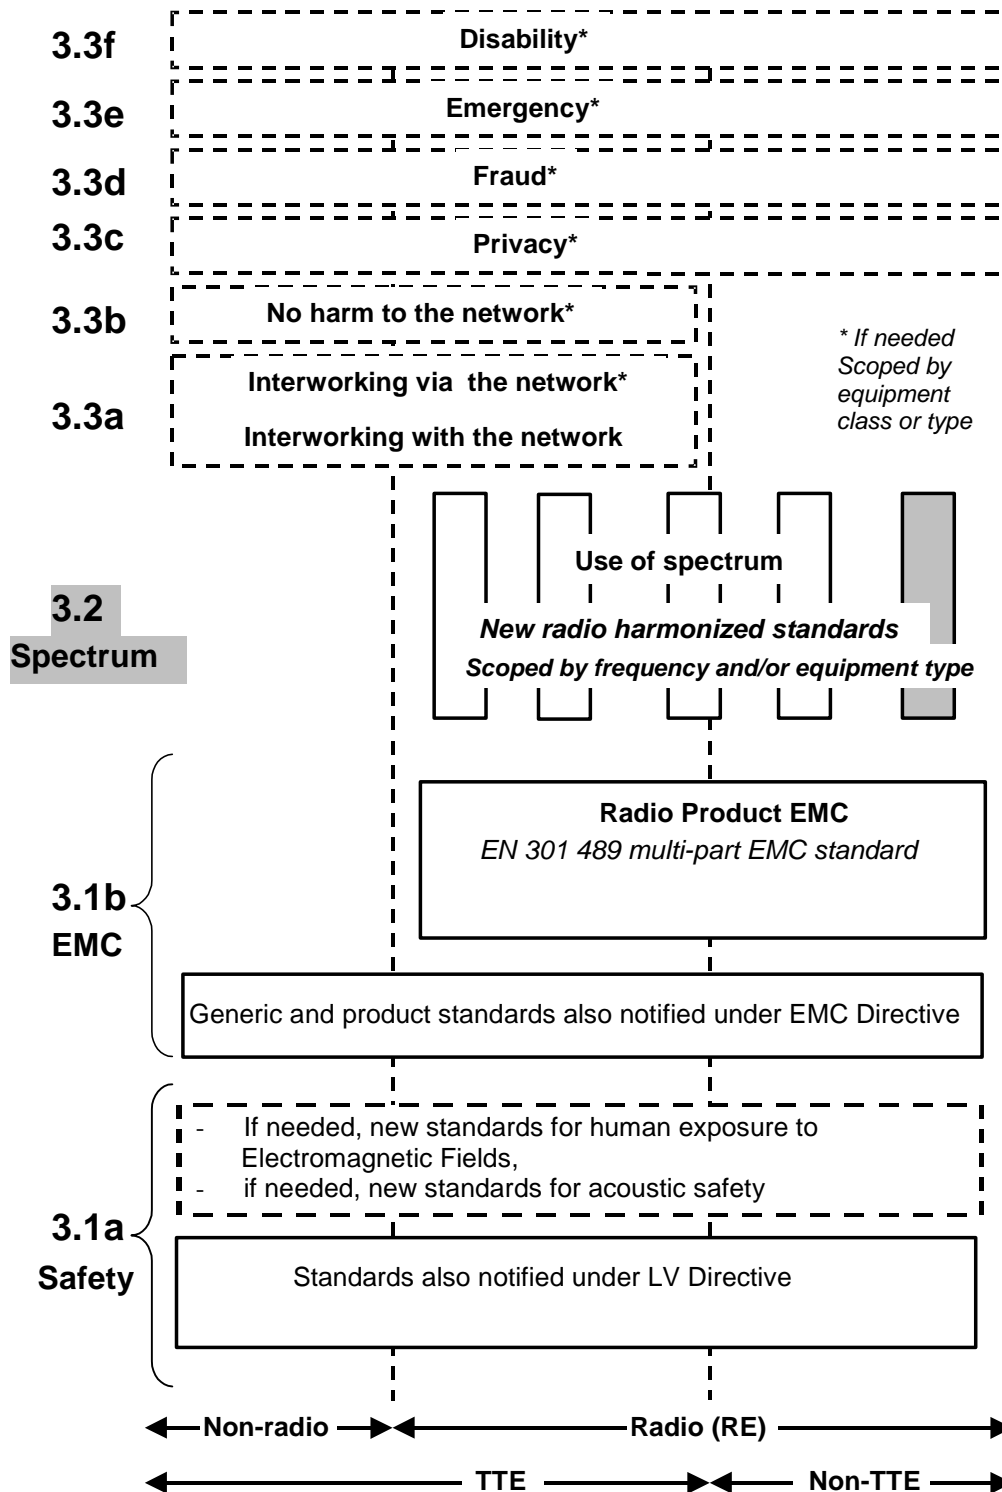 3.3f
Disability*
3.3e
Emergency*
3.3d
Fraud*
3.3c
Privacy*
3.3b
No harm to the network*
* If needed
Scoped by
equipment
class or type
3.3a
Interworking via the network*
Interworking with the network
Use of spectrum
3.2
Spectrum
New radio harmonized standards
Scoped by frequency and/or equipment type
Radio Product EMC
EN 301 489 multi-part EMC standard
3.1b
EMC
Generic and product standards also notified under EMC Directive
- If needed, new standards for human exposure to
Electromagnetic Fields,
- if needed, new standards for acoustic safety
3.1a
Safety
Standards also notified under LV Directive
Non-radio
Radio (RE)
TTE
Non-TTE